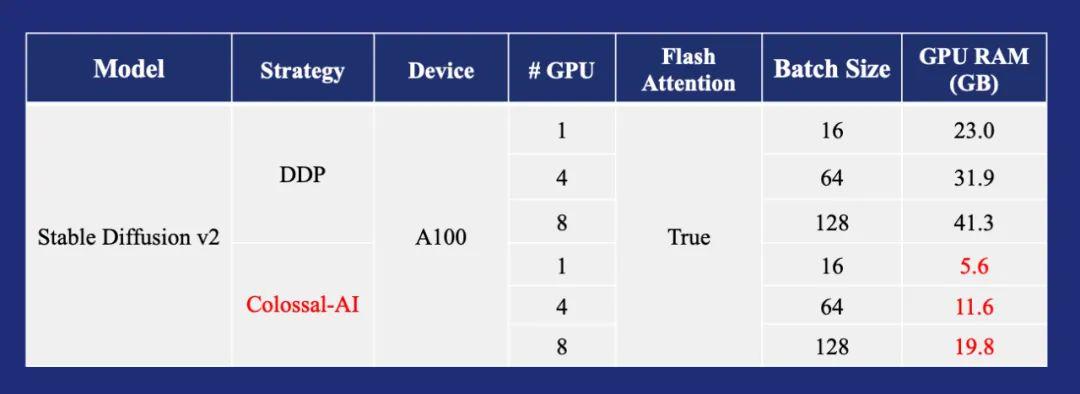 Model Strategy Device # GPU Flash Attention Batch Size GPU RAM (GB)
Stable Diffusion v2 DDP A100 1 True 16 23.0
4 64 31.9
8 128 41.3
Colossal-AI 1 16 5.6
4 64 11.6
8 128 19.8